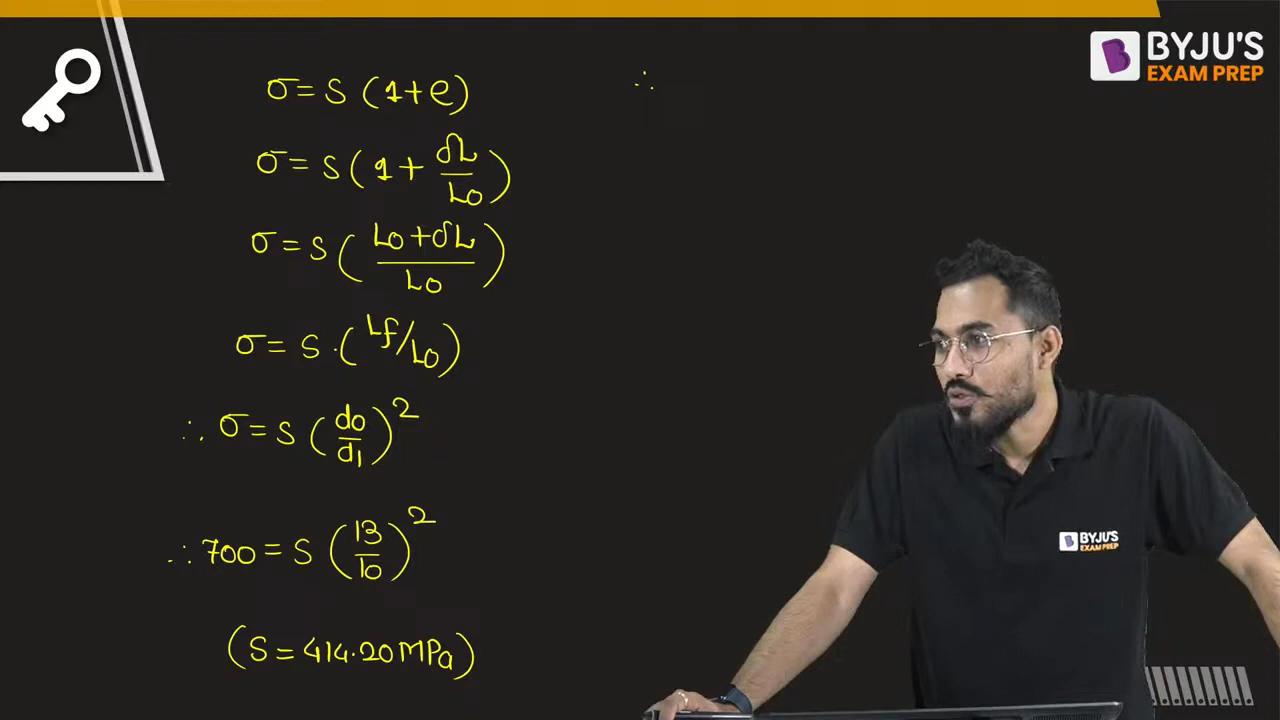 σ = S (1+e)
∴
σ = S (1 + δL/L0)
σ = S ( (L0+δL)/L0 )
σ = S . (Lf/L0)
∴ σ = S (d0/d1)²
∴ 700 = S (13/10)²
(S = 414.20 MPa)
BYJU'S
EXAM PREP
BYJU'S
EXAM PREP